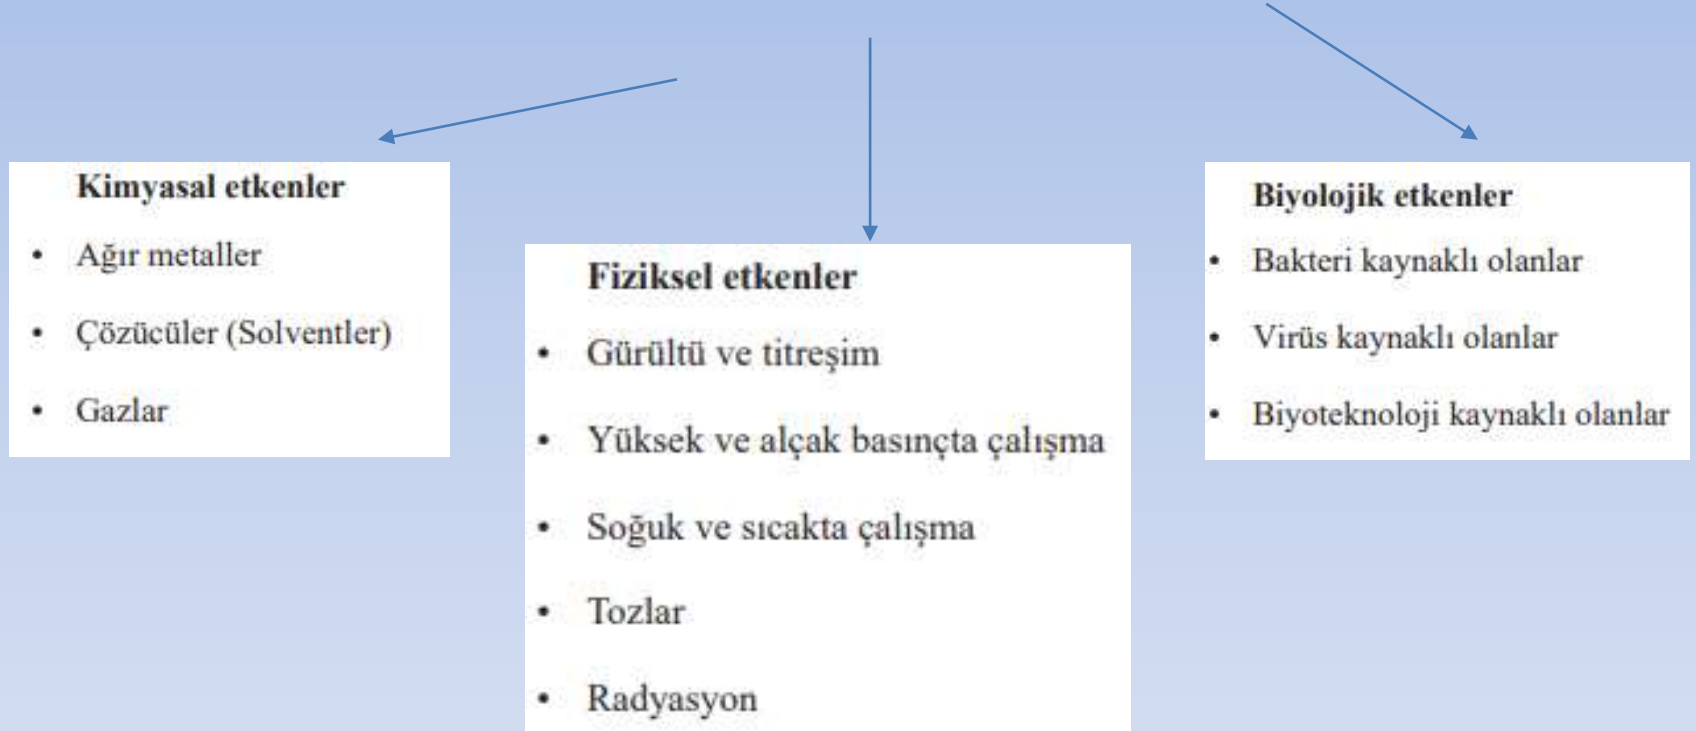 Kimyasal etkenler
• Ağır metaller
• Çözücüler (Solventler)
• Gazlar
Fiziksel etkenler
• Gürültü ve titreşim
• Yüksek ve alçak basınçta çalışma
• Soğuk ve sıcakta çalışma
• Tozlar
• Radyasyon
Biyolojik etkenler
• Bakteri kaynaklı olanlar
• Virüs kaynaklı olanlar
• Biyoteknoloji kaynaklı olanlar